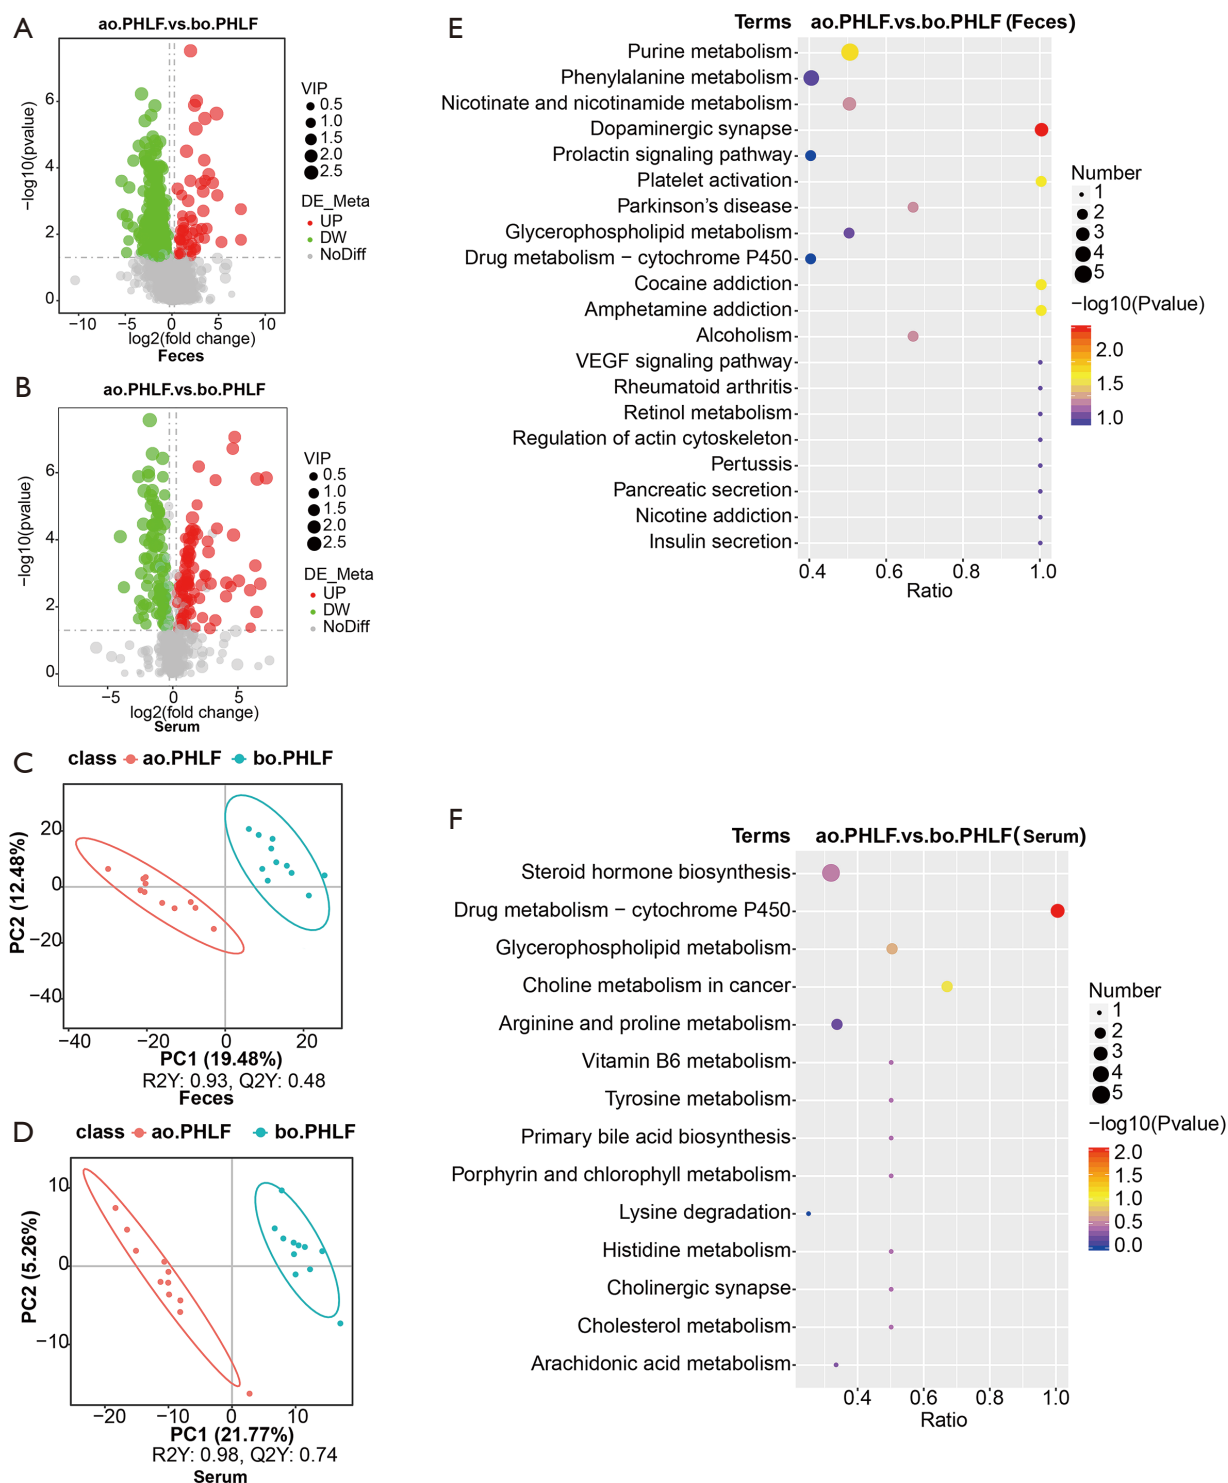 A
ao.PHLF.vs.bo.PHLF
−log10(pvalue)
6
4
2
0
−10
−5
0
5
10
log2(fold change)
Feces
VIP
0.5
1.0
1.5
2.0
2.5
DE_Meta
UP
DW
NoDiff
B
ao.PHLF.vs.bo.PHLF
−log10(pvalue)
6
4
2
0
−5
0
5
log2(fold change)
Serum
VIP
0.5
1.0
1.5
2.0
2.5
DE_Meta
UP
DW
NoDiff
C
class ao.PHLF bo.PHLF
PC2 (12.48%)
20
0
−20
−40
−40
−20
0
20
PC1 (19.48%)
R2Y: 0.93, Q2Y: 0.48
Feces
D
class ao.PHLF bo.PHLF
PC2 (5.26%)
10
0
−10
−20
−10
0
10
PC1 (21.77%)
R2Y: 0.98, Q2Y: 0.74
Serum
E
Terms ao.PHLF.vs.bo.PHLF (Feces)
Purine metabolism
Phenylalanine metabolism
Nicotinate and nicotinamide metabolism
Dopaminergic synapse
Prolactin signaling pathway
Platelet activation
Parkinson’s disease
Glycerophospholipid metabolism
Drug metabolism − cytochrome P450
Cocaine addiction
Amphetamine addiction
Alcoholism
VEGF signaling pathway
Rheumatoid arthritis
Retinol metabolism
Regulation of actin cytoskeleton
Pertussis
Pancreatic secretion
Nicotine addiction
Insulin secretion
0.4
0.6
0.8
1.0
Ratio
Number
1
2
3
4
5
−log10(Pvalue)
2.0
1.5
1.0
F
Terms ao.PHLF.vs.bo.PHLF (Serum)
Steroid hormone biosynthesis
Drug metabolism − cytochrome P450
Glycerophospholipid metabolism
Choline metabolism in cancer
Arginine and proline metabolism
Vitamin B6 metabolism
Tyrosine metabolism
Primary bile acid biosynthesis
Porphyrin and chlorophyll metabolism
Lysine degradation
Histidine metabolism
Cholinergic synapse
Cholesterol metabolism
Arachidonic acid metabolism
0.4
0.6
0.8
1.0
Ratio
Number
1
2
3
4
5
−log10(Pvalue)
2.0
1.5
1.0
0.5
0.0